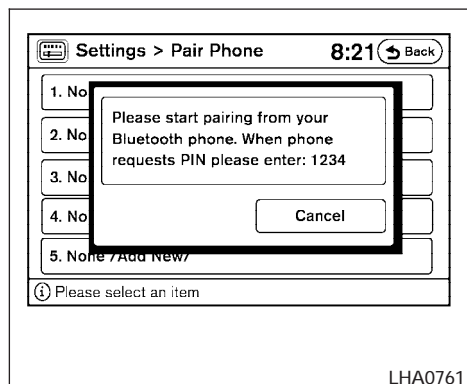 Settings > Pair Phone 8:21 Back
1. No
Please start pairing from your
2. No
Bluetooth phone. When phone
requests PIN please enter: 1234
3. No
4. No
Cancel
5. None /Add New/
Please select an item
LHA0761